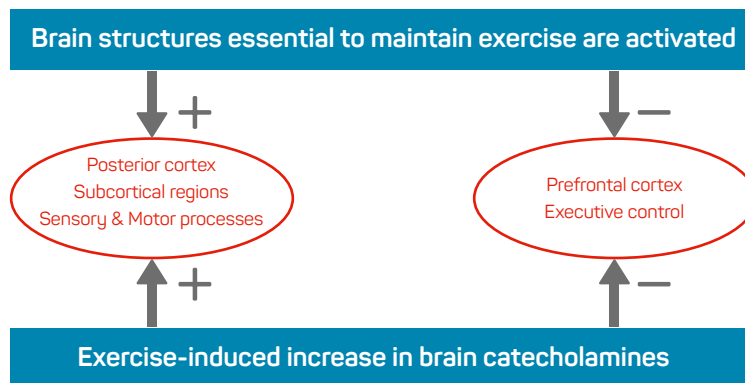 Brain structures essential to maintain exercise are activated
+
−
Posterior cortex
Subcortical regions
Sensory & Motor processes
Prefrontal cortex
Executive control
+
−
Exercise-induced increase in brain catecholamines